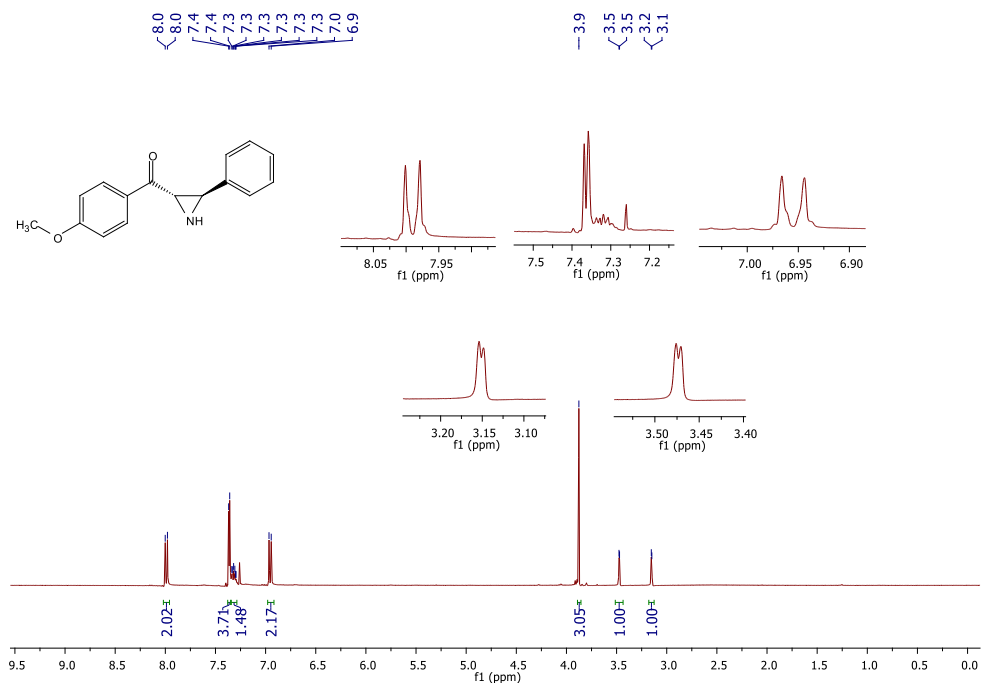 8.0 8.0 7.4 7.4 7.3 7.3 7.3 7.3 7.3 7.3 7.0 6.9 3.9 3.5 3.5 3.2 3.1
O
H3C
O
NH
8.05 7.95
f1 (ppm)
7.5 7.4 7.3 7.2
f1 (ppm)
7.00 6.95 6.90
f1 (ppm)
3.20 3.15 3.10
f1 (ppm)
3.50 3.45 3.40
f1 (ppm)
2.02 3.71 1.48 2.17 3.05 1.00 1.00
9.5 9.0 8.5 8.0 7.5 7.0 6.5 6.0 5.5 5.0 4.5 4.0 3.5 3.0 2.5 2.0 1.5 1.0 0.5 0.0
f1 (ppm)